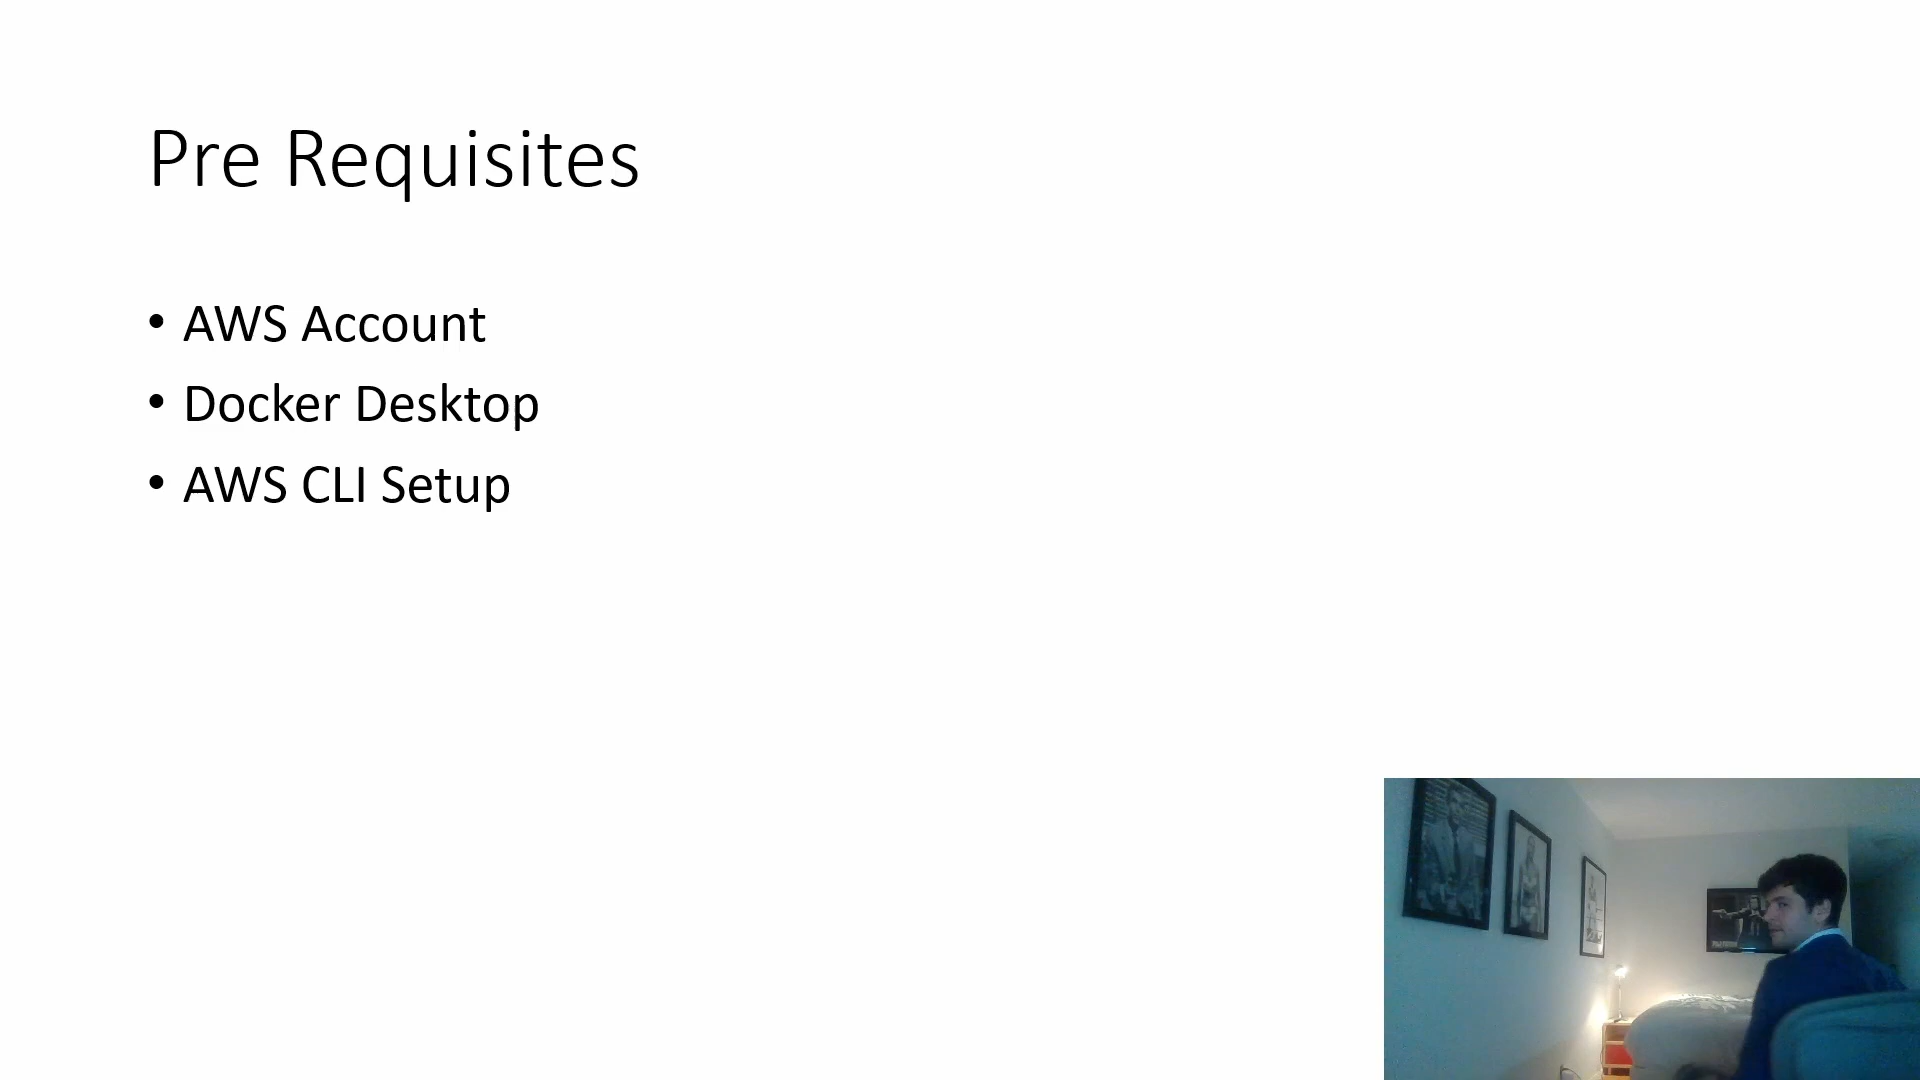 Pre Requisites
• AWS Account
• Docker Desktop
• AWS CLI Setup